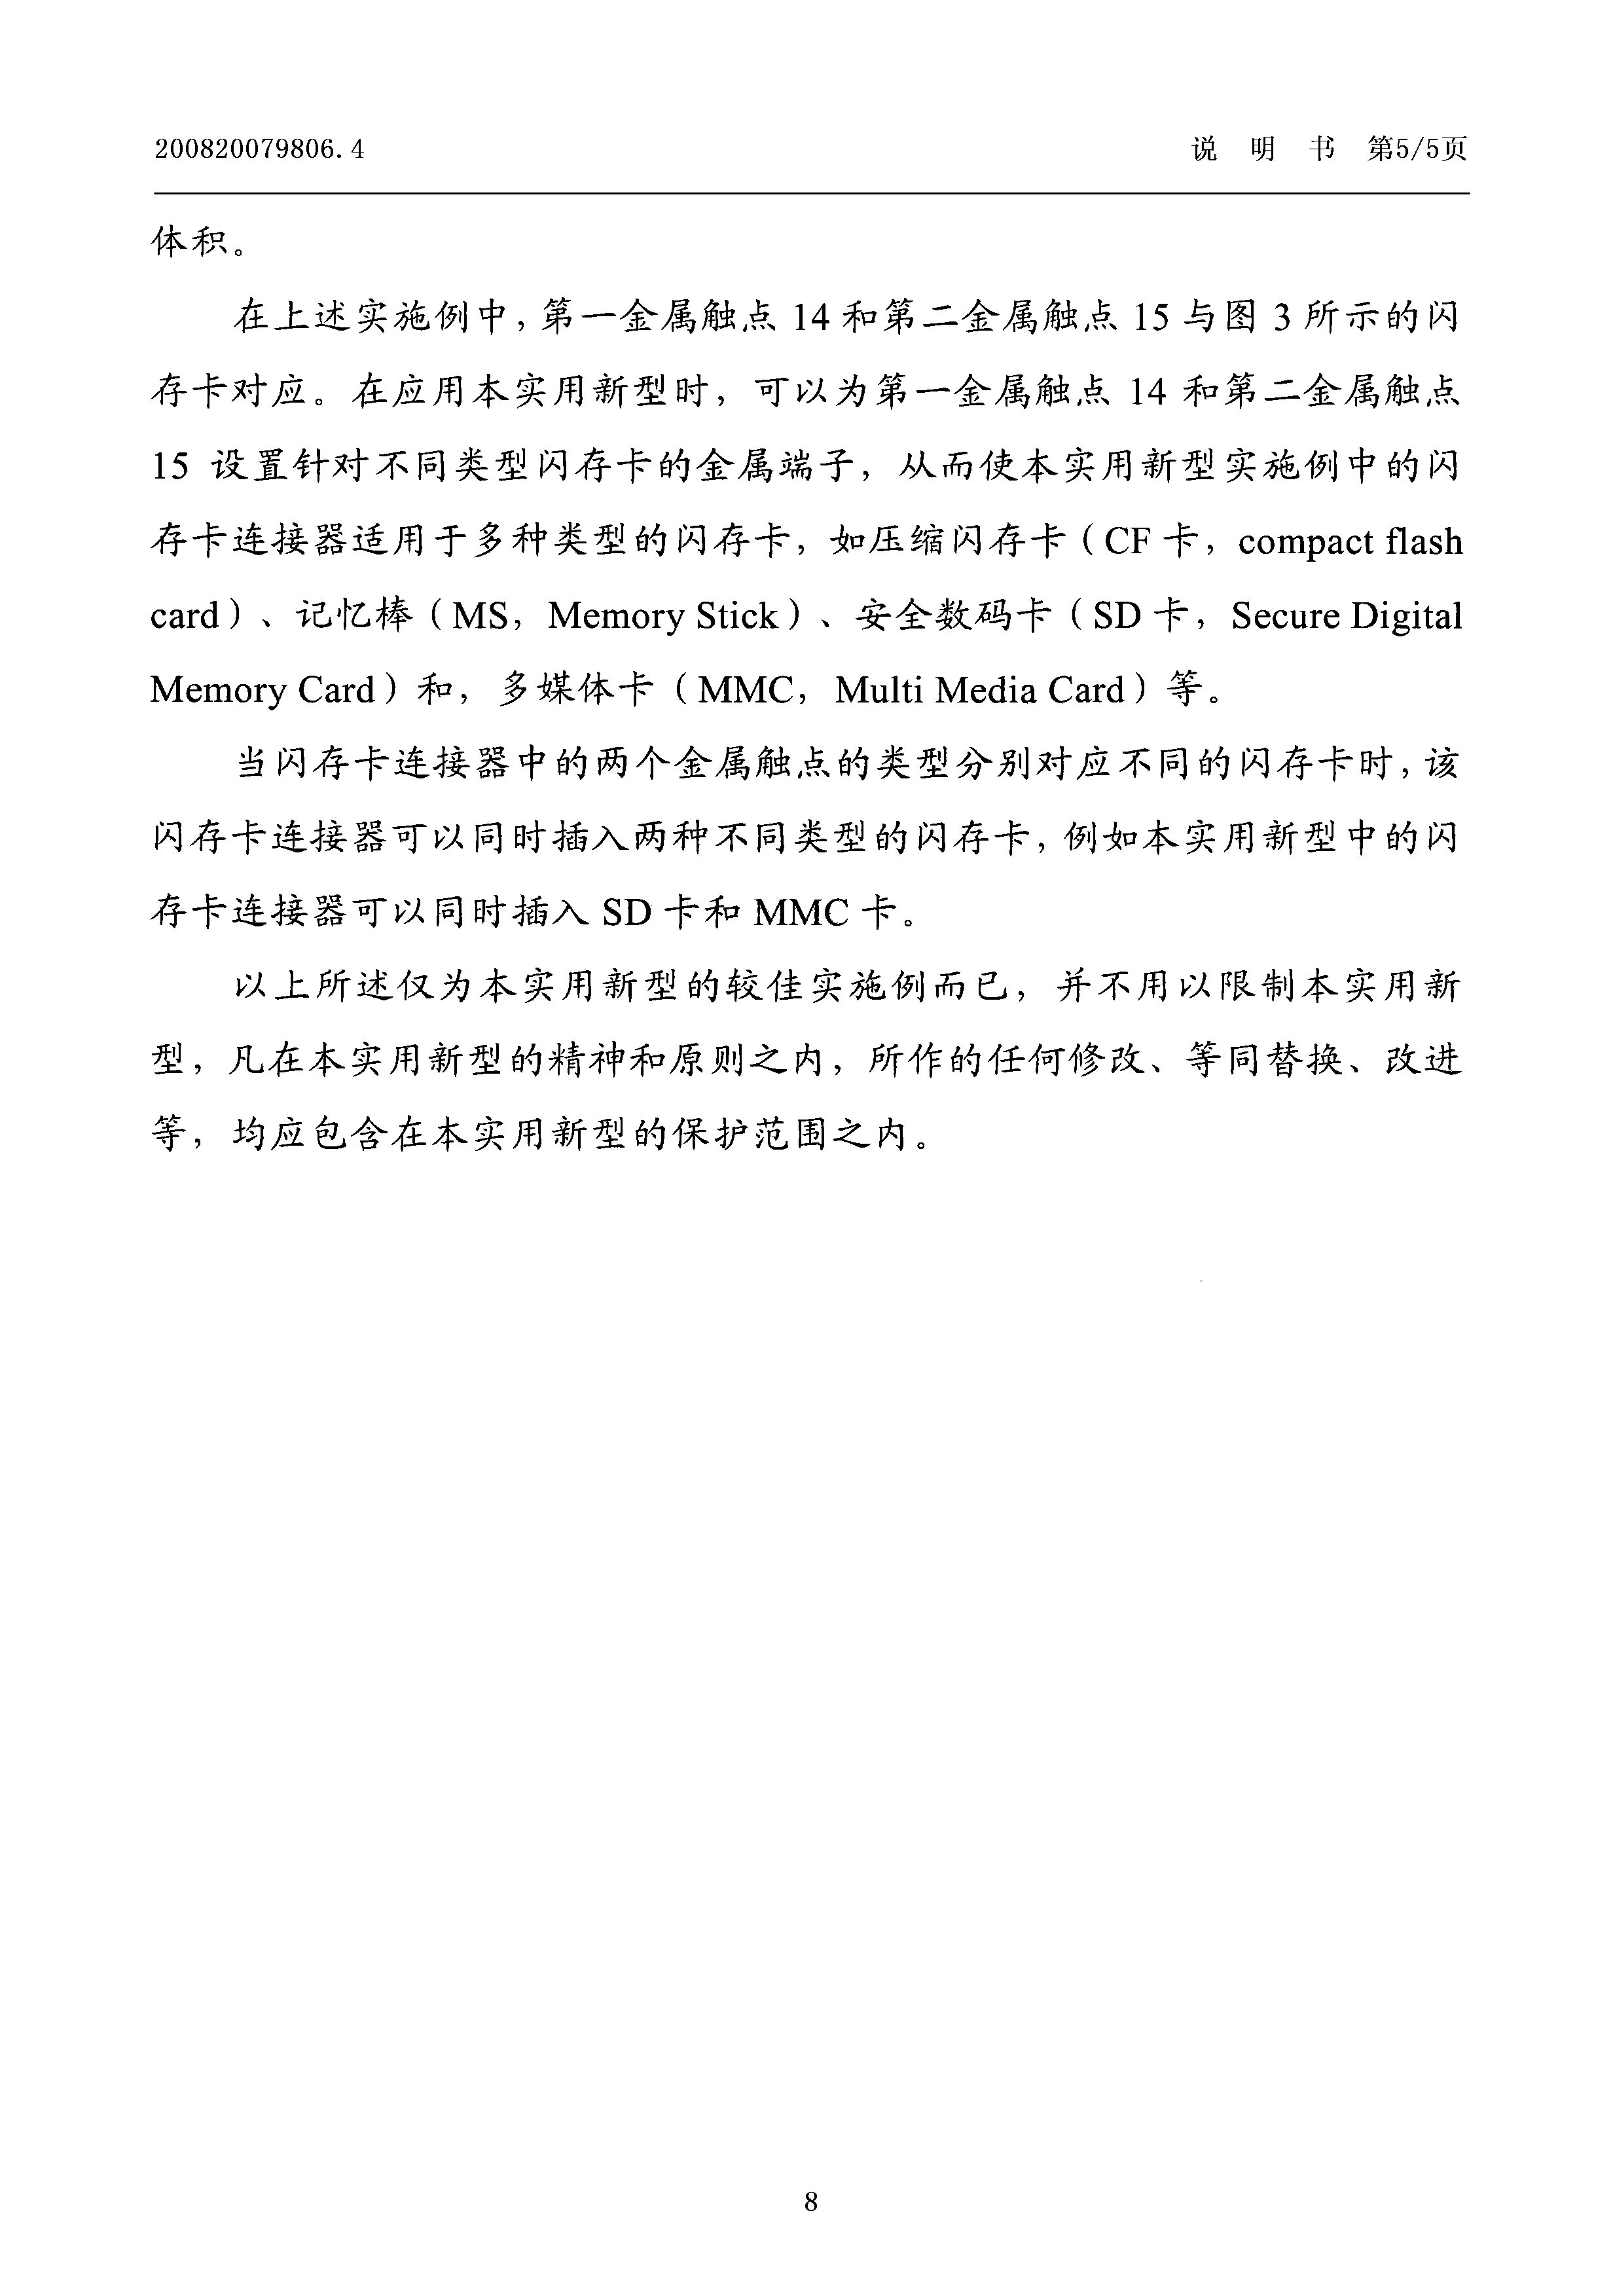 200820079806.4 说 明 书 第5/5页
体积。
在上述实施例中，第一金属触点 14 和第二金属触点 15 与图 3 所示的闪
存卡对应。在应用本实用新型时，可以为第一金属触点 14 和第二金属触点
15 设置针对不同类型闪存卡的金属端子，从而使本实用新型实施例中的闪
存卡连接器适用于多种类型的闪存卡，如压缩闪存卡（CF 卡，compact flash
card）、记忆棒（MS，Memory Stick）、安全数码卡（SD 卡，Secure Digital
Memory Card）和，多媒体卡（MMC，Multi Media Card）等。
当闪存卡连接器中的两个金属触点的类型分别对应不同的闪存卡时，该
闪存卡连接器可以同时插入两种不同类型的闪存卡，例如本实用新型中的闪
存卡连接器可以同时插入 SD 卡和 MMC 卡。
以上所述仅为本实用新型的较佳实施例而已，并不用以限制本实用新
型，凡在本实用新型的精神和原则之内，所作的任何修改、等同替换、改进
等，均应包含在本实用新型的保护范围之内。
8